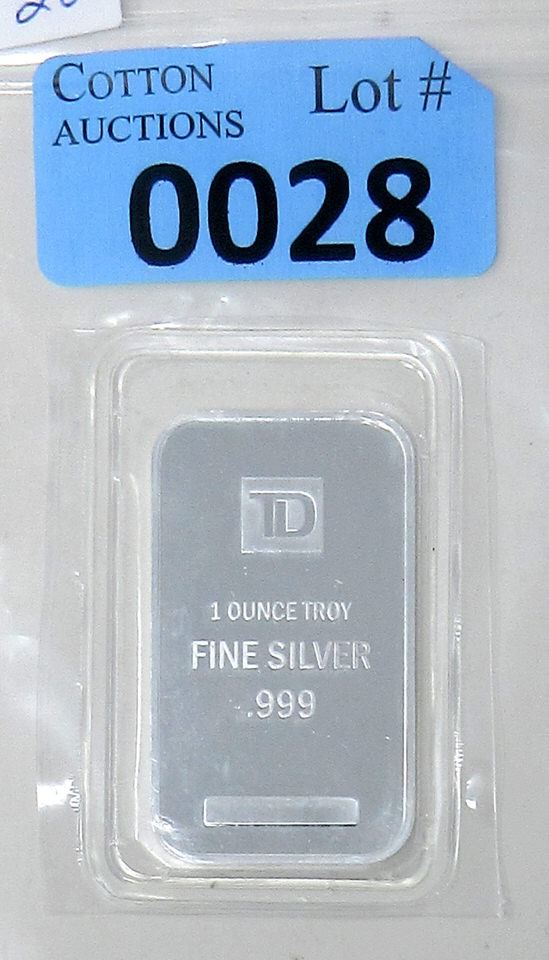 COTTON
AUCTIONS
Lot #
0028
TD
1 OUNCE TROY
FINE SILVER
.999